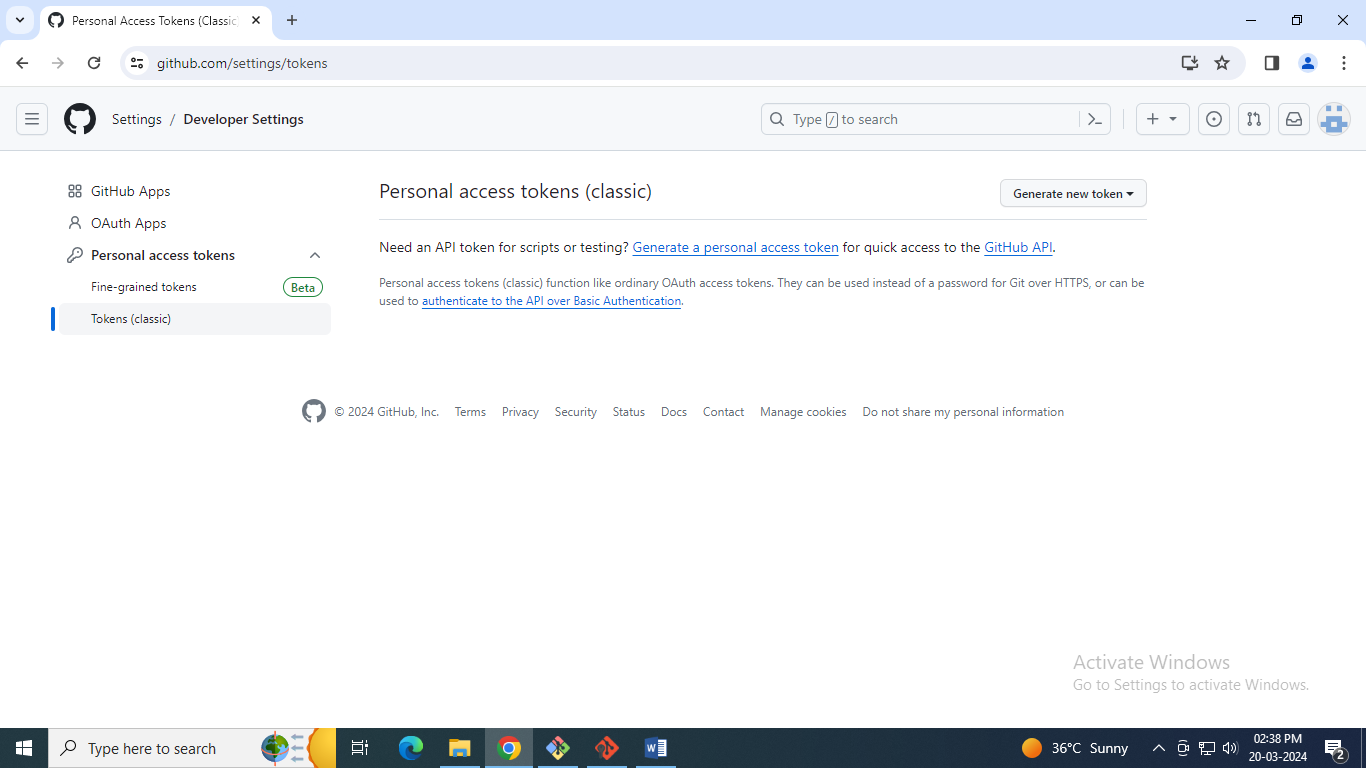 Personal Access Tokens (Classic
github.com/settings/tokens
Settings / Developer Settings
Type / to search
GitHub Apps
OAuth Apps
Personal access tokens
Fine-grained tokens Beta
Tokens (classic)
Personal access tokens (classic)
Generate new token
Need an API token for scripts or testing? Generate a personal access token for quick access to the GitHub API.
Personal access tokens (classic) function like ordinary OAuth access tokens. They can be used instead of a password for Git over HTTPS, or can be
used to authenticate to the API over Basic Authentication.
© 2024 GitHub, Inc. Terms Privacy Security Status Docs Contact Manage cookies Do not share my personal information
Activate Windows
Go to Settings to activate Windows.
Type here to search
36°C Sunny
02:38 PM
20-03-2024
2